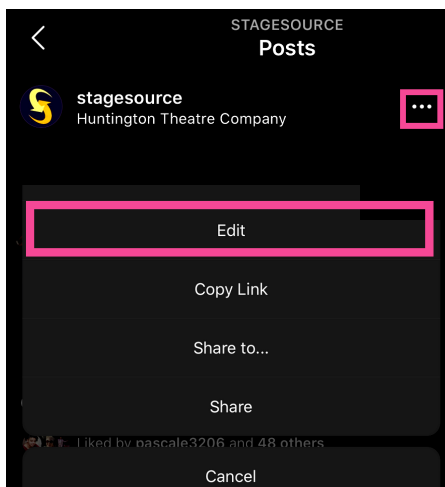 STAGESOURCE
Posts
stagesource
Huntington Theatre Company
Edit
Copy Link
Share to...
Share
Liked by pascale3206 and 48 others
Cancel